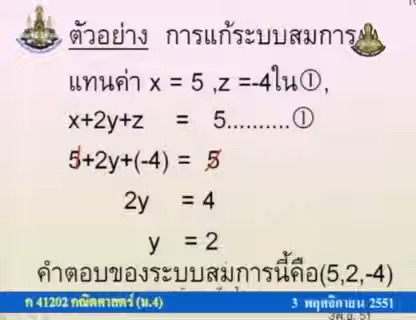 ตัวอย่าง การแก้ระบบสมการ
แทนค่า x = 5 ,z =-4ใน①,
x+2y+z = 5..........①
5+2y+(-4) = 5
2y = 4
y = 2
คำตอบของระบบสมการนี้คือ(5,2,-4)
ค 41202 คณิตศาสตร์ (ม.4) 3 พฤศจิกายน 2551